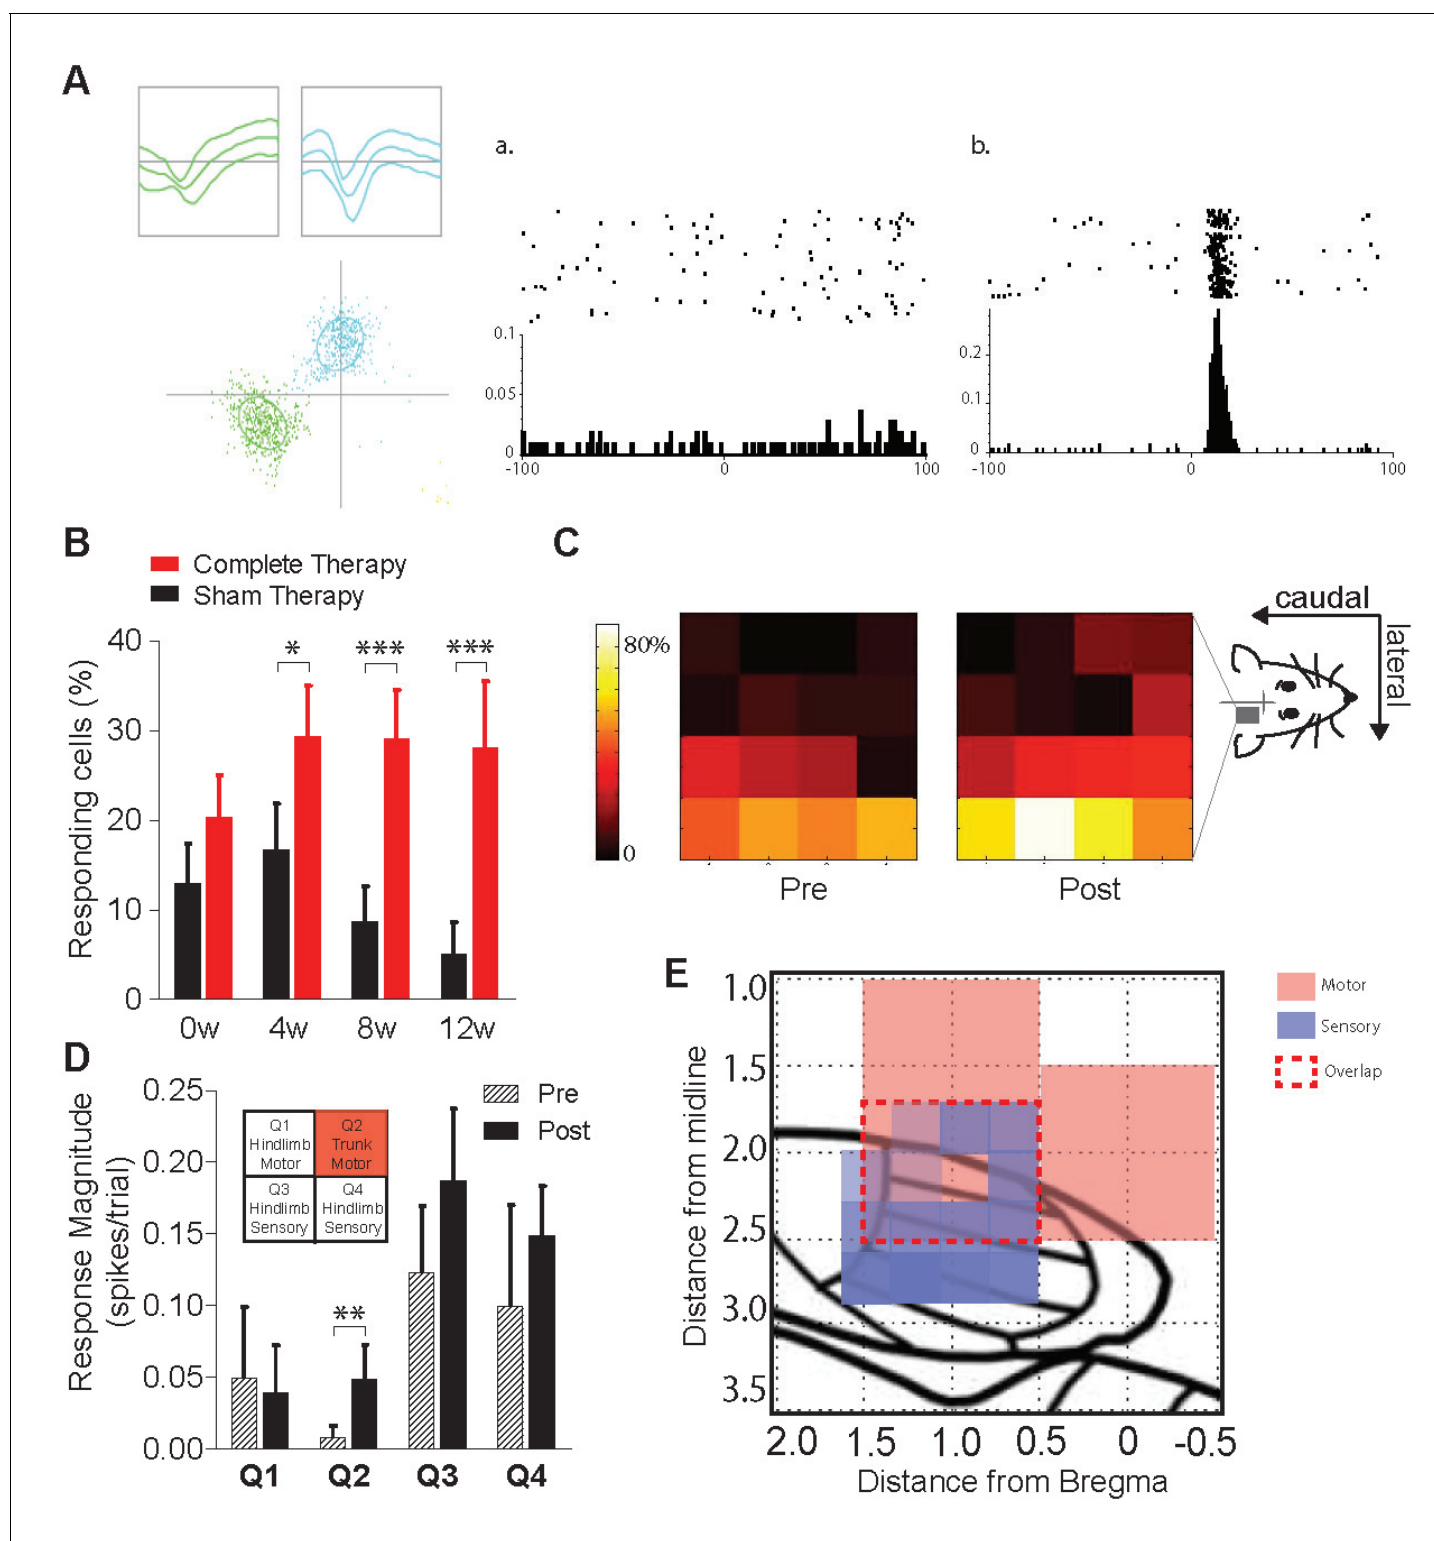 A
a.
b.
0.1
0.05
0
-100
0
100
0.2
0.1
0
-100
0
100
B
Complete Therapy
Sham Therapy
Responding cells (%)
40
30
20
10
0
*
***
***
0w
4w
8w
12w
C
80%
0
Pre
Post
caudal
lateral
D
Response Magnitude
(spikes/trial)
0.25
0.20
0.15
0.10
0.05
0.00
Q1
Hindlimb
Motor
Q2
Trunk
Motor
Q3
Hindlimb
Sensory
Q4
Hindlimb
Sensory
Pre
Post
**
Q1
Q2
Q3
Q4
E
Distance from midline
1.0
1.5
2.0
2.5
3.0
3.5
2.0
1.5
1.0
0.5
0
-0.5
Distance from Bregma
Motor
Sensory
Overlap